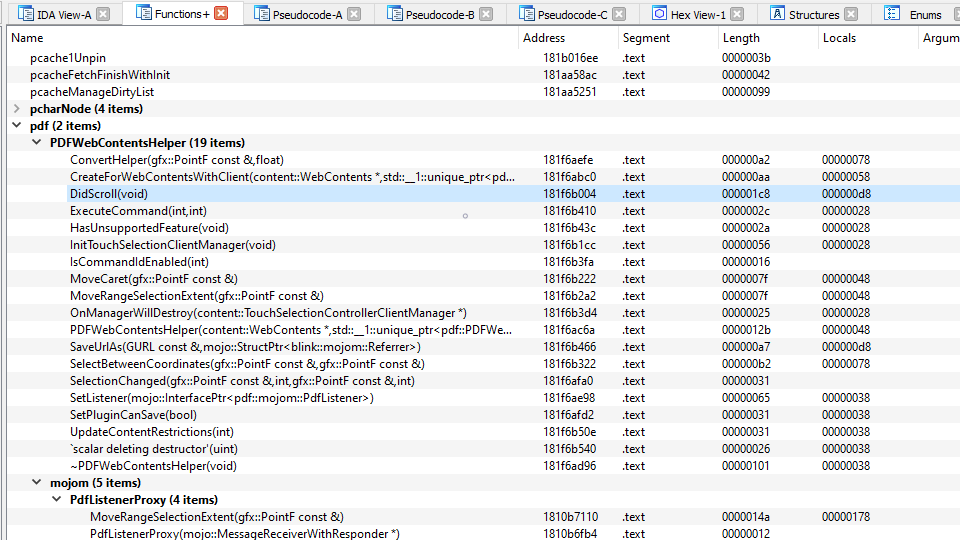 IDA View-A Functions+ Pseudocode-A Pseudocode-B Pseudocode-C Hex View-1 Structures Enums
Name Address Segment Length Locals Argum
pcache1Unpin 181b016ee .text 0000003b
pcacheFetchFinishWithInit 181aa58ac .text 00000042
pcacheManageDirtyList 181aa5251 .text 00000099
pcharNode (4 items)
pdf (2 items)
PDFWebContentsHelper (19 items)
ConvertHelper(gfx::PointF const &,float) 181f6aefe .text 000000a2 00000078
CreateForWebContentsWithClient(content::WebContents *,std::__1::unique_ptr<pd... 181f6abc0 .text 000000aa 00000058
DidScroll(void) 181f6b004 .text 000001c8 000000d8
ExecuteCommand(int,int) 181f6b410 .text 0000002c 00000028
HasUnsupportedFeature(void) 181f6b43c .text 0000002a 00000028
InitTouchSelectionClientManager(void) 181f6b1cc .text 00000056 00000028
IsCommandIdEnabled(int) 181f6b3fa .text 00000016
MoveCaret(gfx::PointF const &) 181f6b222 .text 0000007f 00000048
MoveRangeSelectionExtent(gfx::PointF const &) 181f6b2a2 .text 0000007f 00000048
OnManagerWillDestroy(content::TouchSelectionControllerClientManager *) 181f6b3d4 .text 00000025 00000028
PDFWebContentsHelper(content::WebContents *,std::__1::unique_ptr<pdf::PDFWe... 181f6ac6a .text 0000012b 00000048
SaveUrlAs(GURL const &,mojo::StructPtr<blink::mojom::Referrer>) 181f6b466 .text 000000a7 000000d8
SelectBetweenCoordinates(gfx::PointF const &,gfx::PointF const &) 181f6b322 .text 000000b2 00000078
SelectionChanged(gfx::PointF const &,int,gfx::PointF const &,int) 181f6afa0 .text 00000031
SetListener(mojo::InterfacePtr<pdf::mojom::PdfListener>) 181f6ae98 .text 00000065 00000038
SetPluginCanSave(bool) 181f6afd2 .text 00000031 00000038
UpdateContentRestrictions(int) 181f6b50e .text 00000031 00000038
`scalar deleting destructor'(uint) 181f6b540 .text 00000026 00000038
~PDFWebContentsHelper(void) 181f6ad96 .text 00000101 00000038
mojom (5 items)
PdfListenerProxy (4 items)
MoveRangeSelectionExtent(gfx::PointF const &) 1810b7110 .text 0000014a 00000178
PdfListenerProxy(mojo::MessageReceiverWithResponder *) 1810b6fb4 .text 00000012